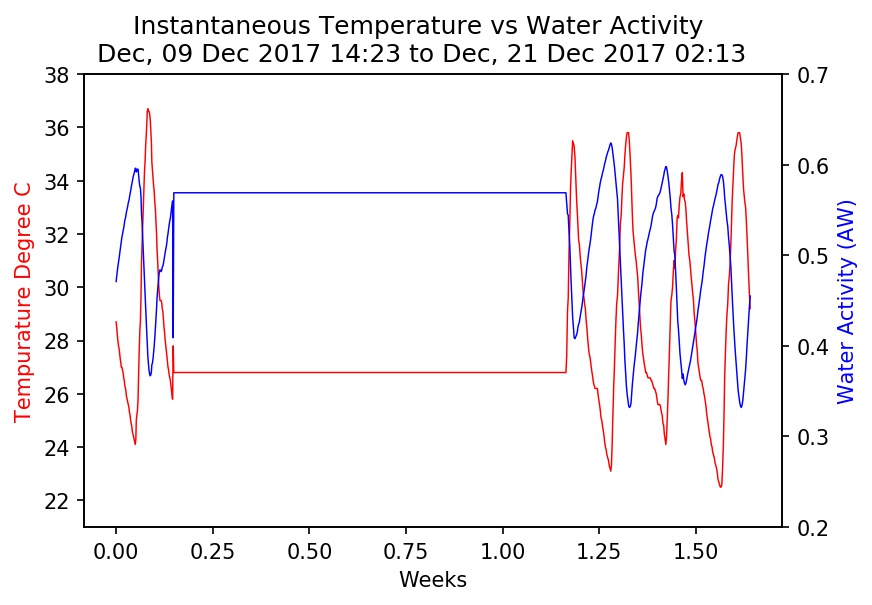 Instantaneous Temperature vs Water Activity
Dec, 09 Dec 2017 14:23 to Dec, 21 Dec 2017 02:13
38
36
34
32
30
28
26
24
22
Tempurature Degree C
0.7
0.6
0.5
0.4
0.3
0.2
Water Activity (AW)
0.00 0.25 0.50 0.75 1.00 1.25 1.50
Weeks